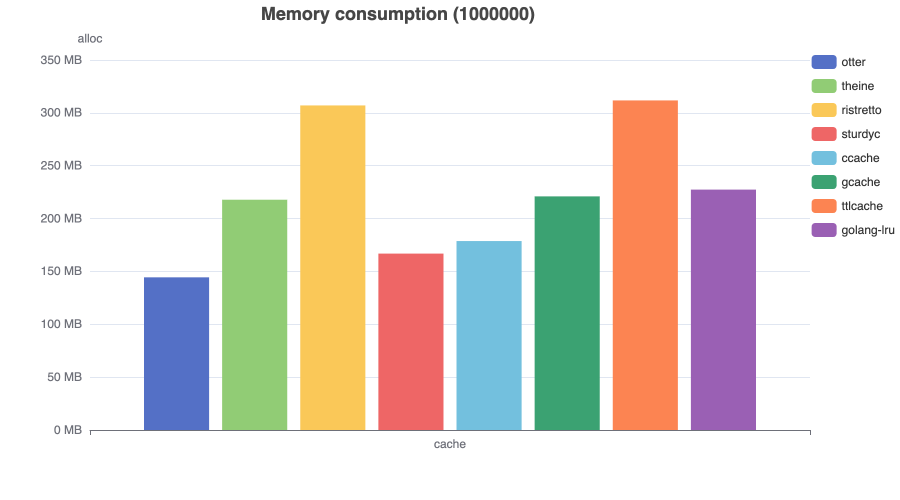 Memory consumption (1000000)
alloc
350 MB
300 MB
250 MB
200 MB
150 MB
100 MB
50 MB
0 MB
cache
otter
theine
ristretto
sturdyc
ccache
gcache
ttlcache
golang-lru